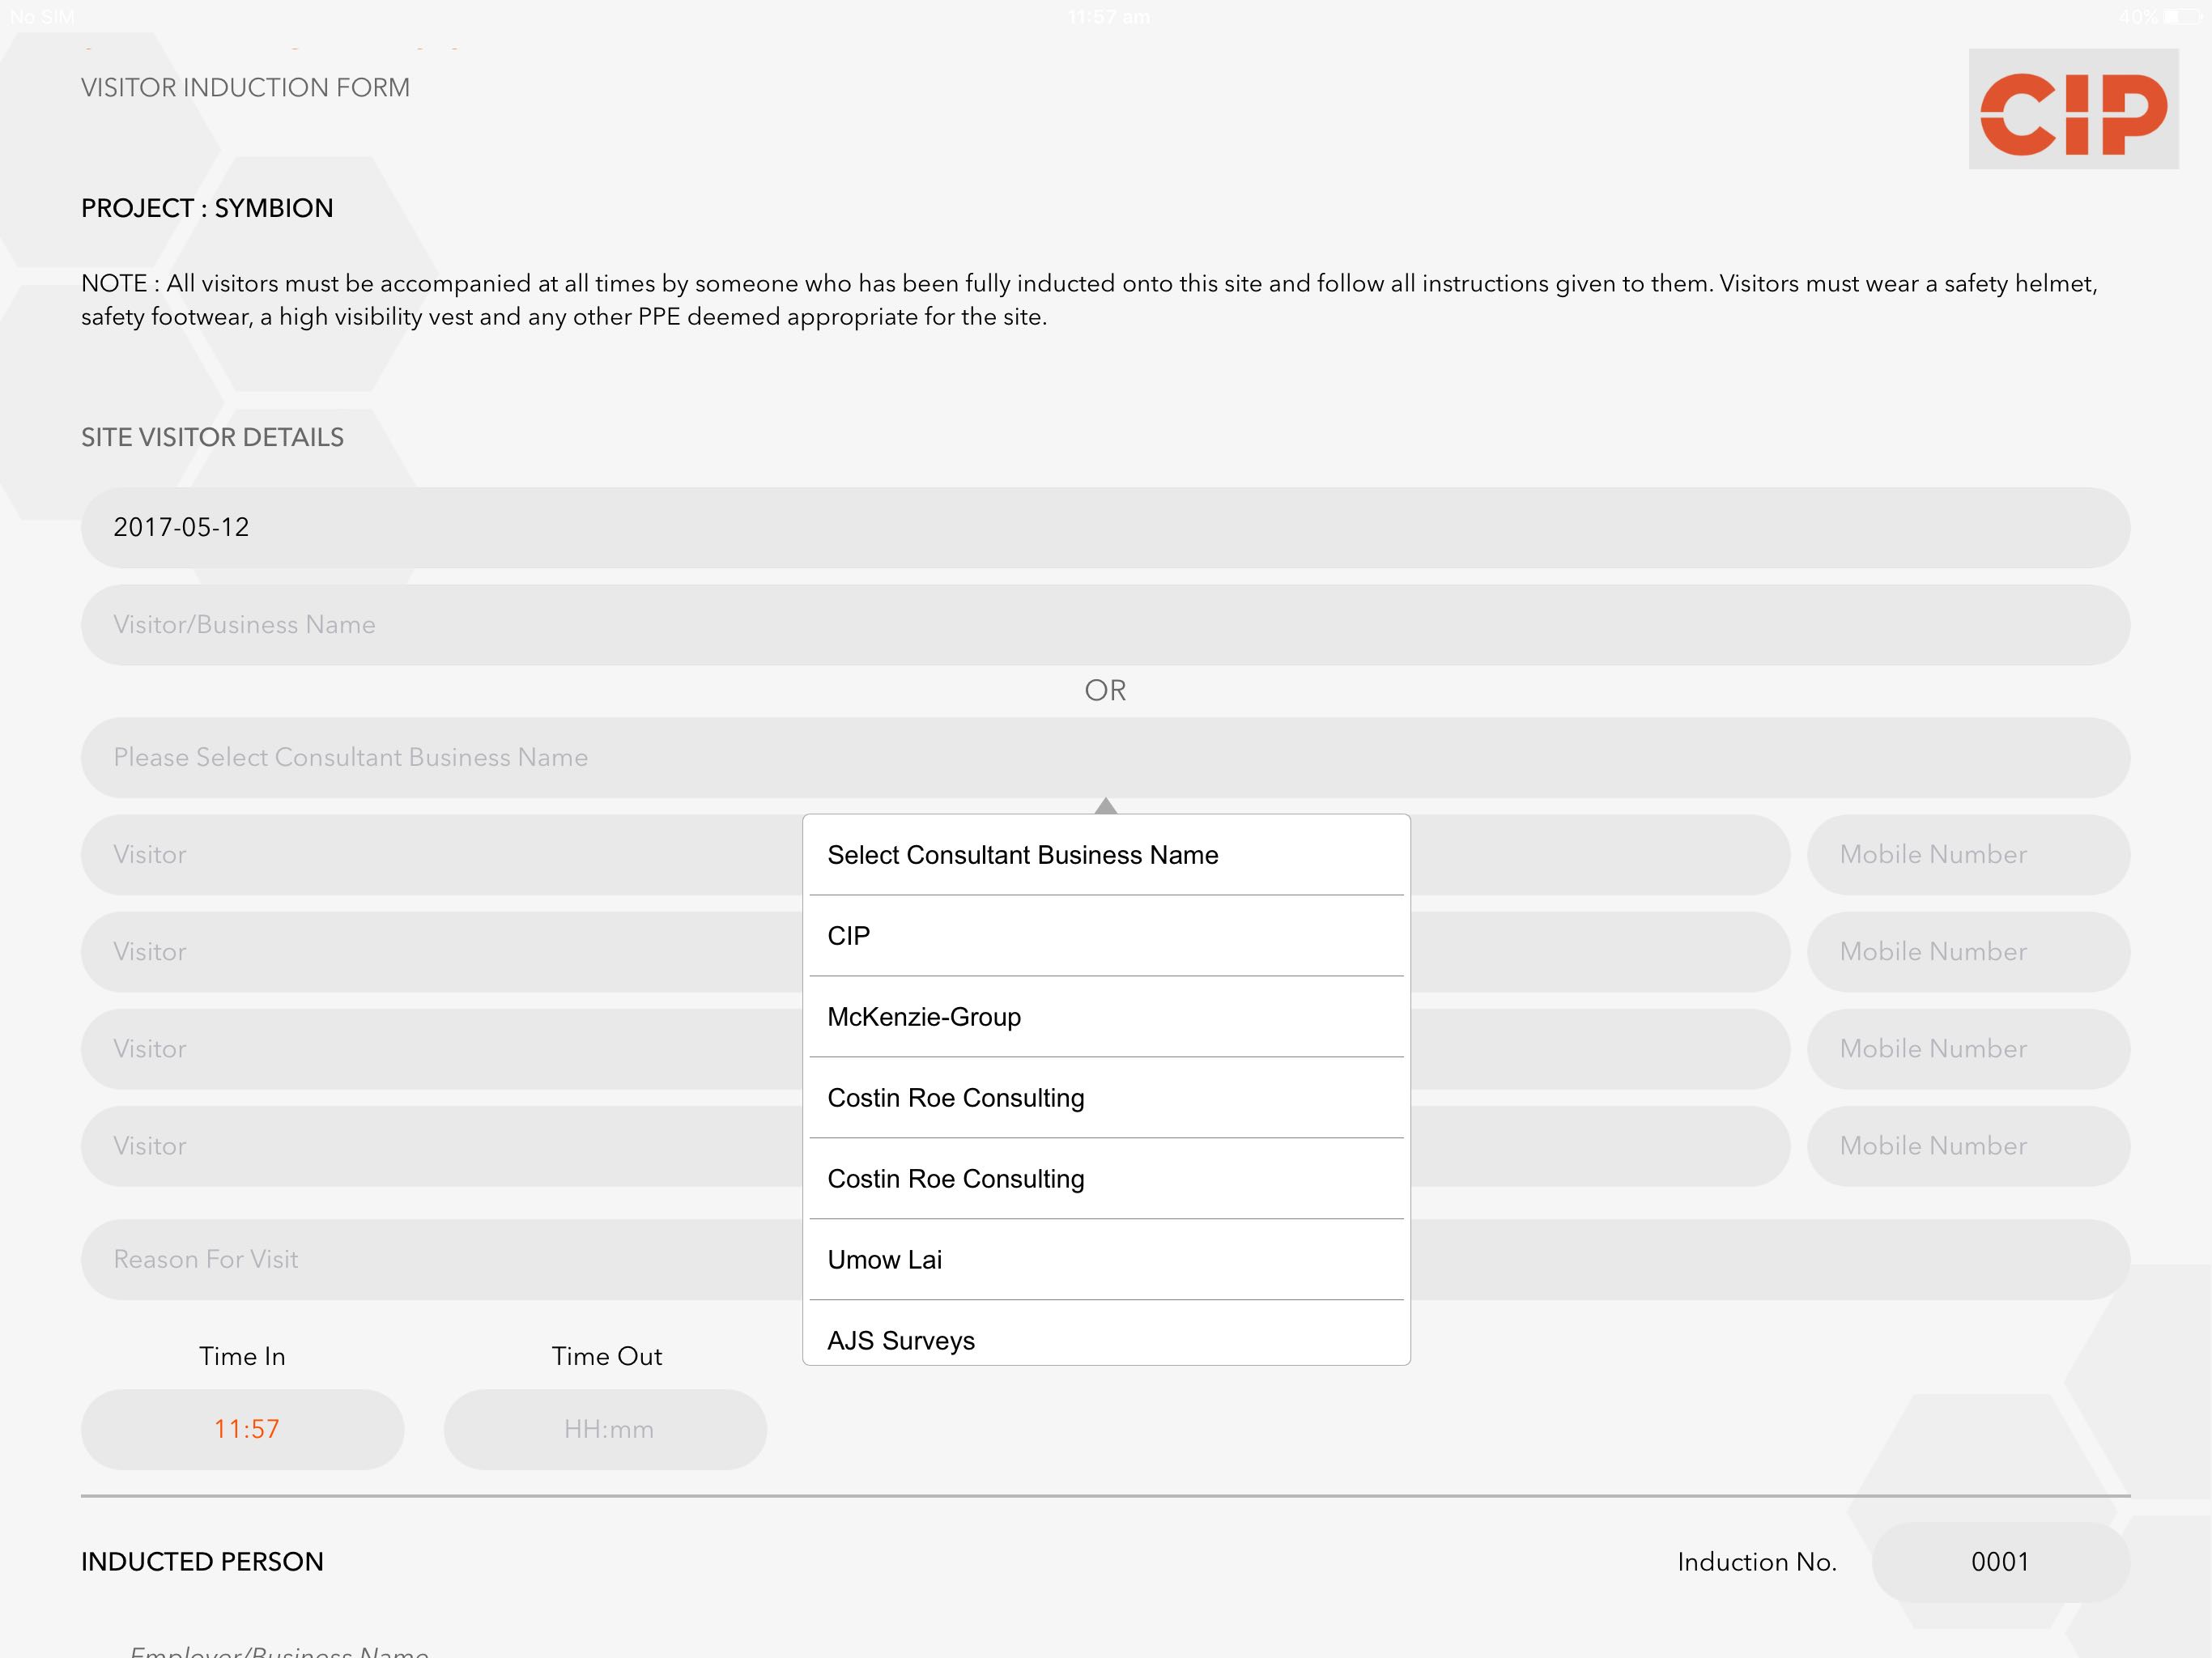 No SIM
11:57 am
40%
VISITOR INDUCTION FORM
CIP
PROJECT : SYMBION
NOTE : All visitors must be accompanied at all times by someone who has been fully inducted onto this site and follow all instructions given to them. Visitors must wear a safety helmet,
safety footwear, a high visibility vest and any other PPE deemed appropriate for the site.
SITE VISITOR DETAILS
2017-05-12
Visitor/Business Name
OR
Please Select Consultant Business Name
Select Consultant Business Name
CIP
McKenzie-Group
Costin Roe Consulting
Costin Roe Consulting
Umow Lai
AJS Surveys
Visitor
Mobile Number
Visitor
Mobile Number
Visitor
Mobile Number
Visitor
Mobile Number
Reason For Visit
Time In
Time Out
11:57
HH:mm
INDUCTED PERSON
Induction No.
0001
Employer/Business Name